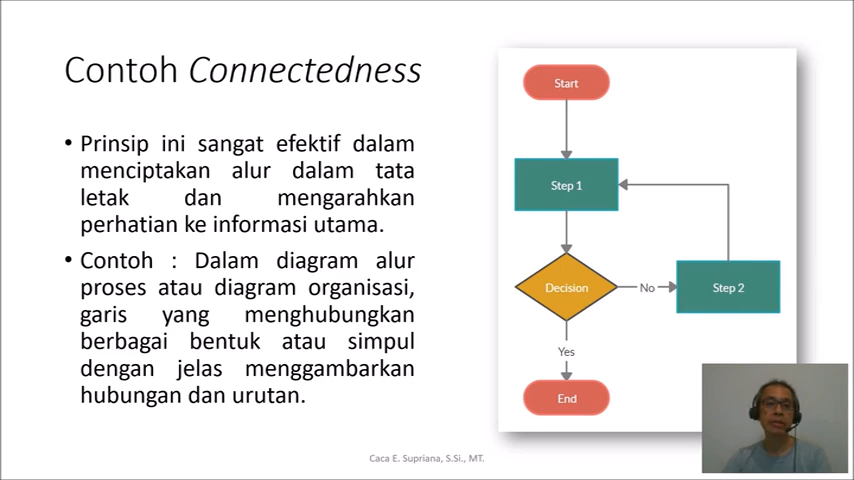 Contoh Connectedness
• Prinsip ini sangat efektif dalam
menciptakan alur dalam tata
letak dan mengarahkan
perhatian ke informasi utama.
• Contoh : Dalam diagram alur
proses atau diagram organisasi,
garis yang menghubungkan
berbagai bentuk atau simpul
dengan jelas menggambarkan
hubungan dan urutan.
Start
Step 1
Decision
No
Step 2
Yes
End
Caca E. Supriana, S.Si., MT.